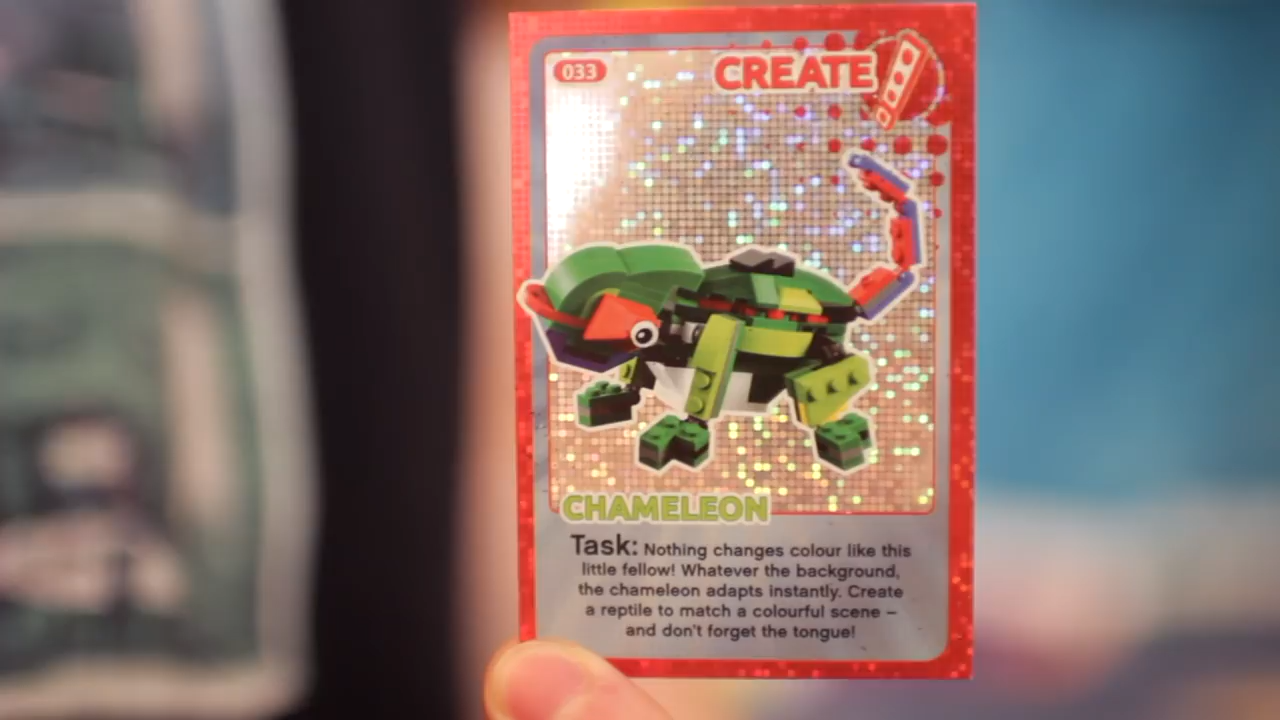 033
CREATE
CHAMELEON
Task: Nothing changes colour like this
little fellow! Whatever the background,
the chameleon adapts instantly. Create
a reptile to match a colourful scene –
and don't forget the tongue!